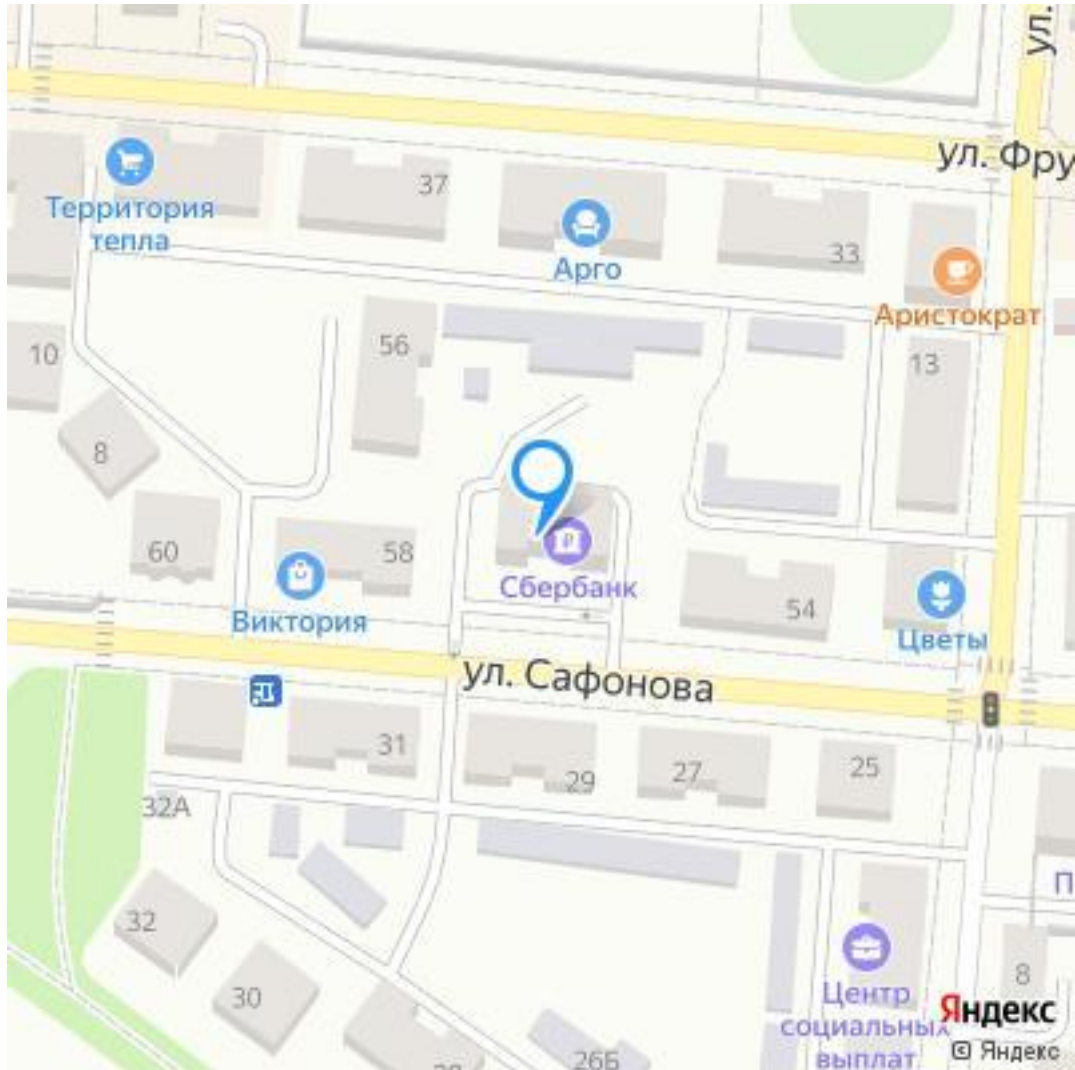 ул.
ул. Фру
Территория
тепла
37
Арго
33
Аристократ
56
10
13
8
60
58
Сбербанк
54
Виктория
Цветы
ул. Сафонова
31
29
27
25
32А
П
32
30
Центр
социальных
выплат
8
26Б
Яндекс
© Яндекс